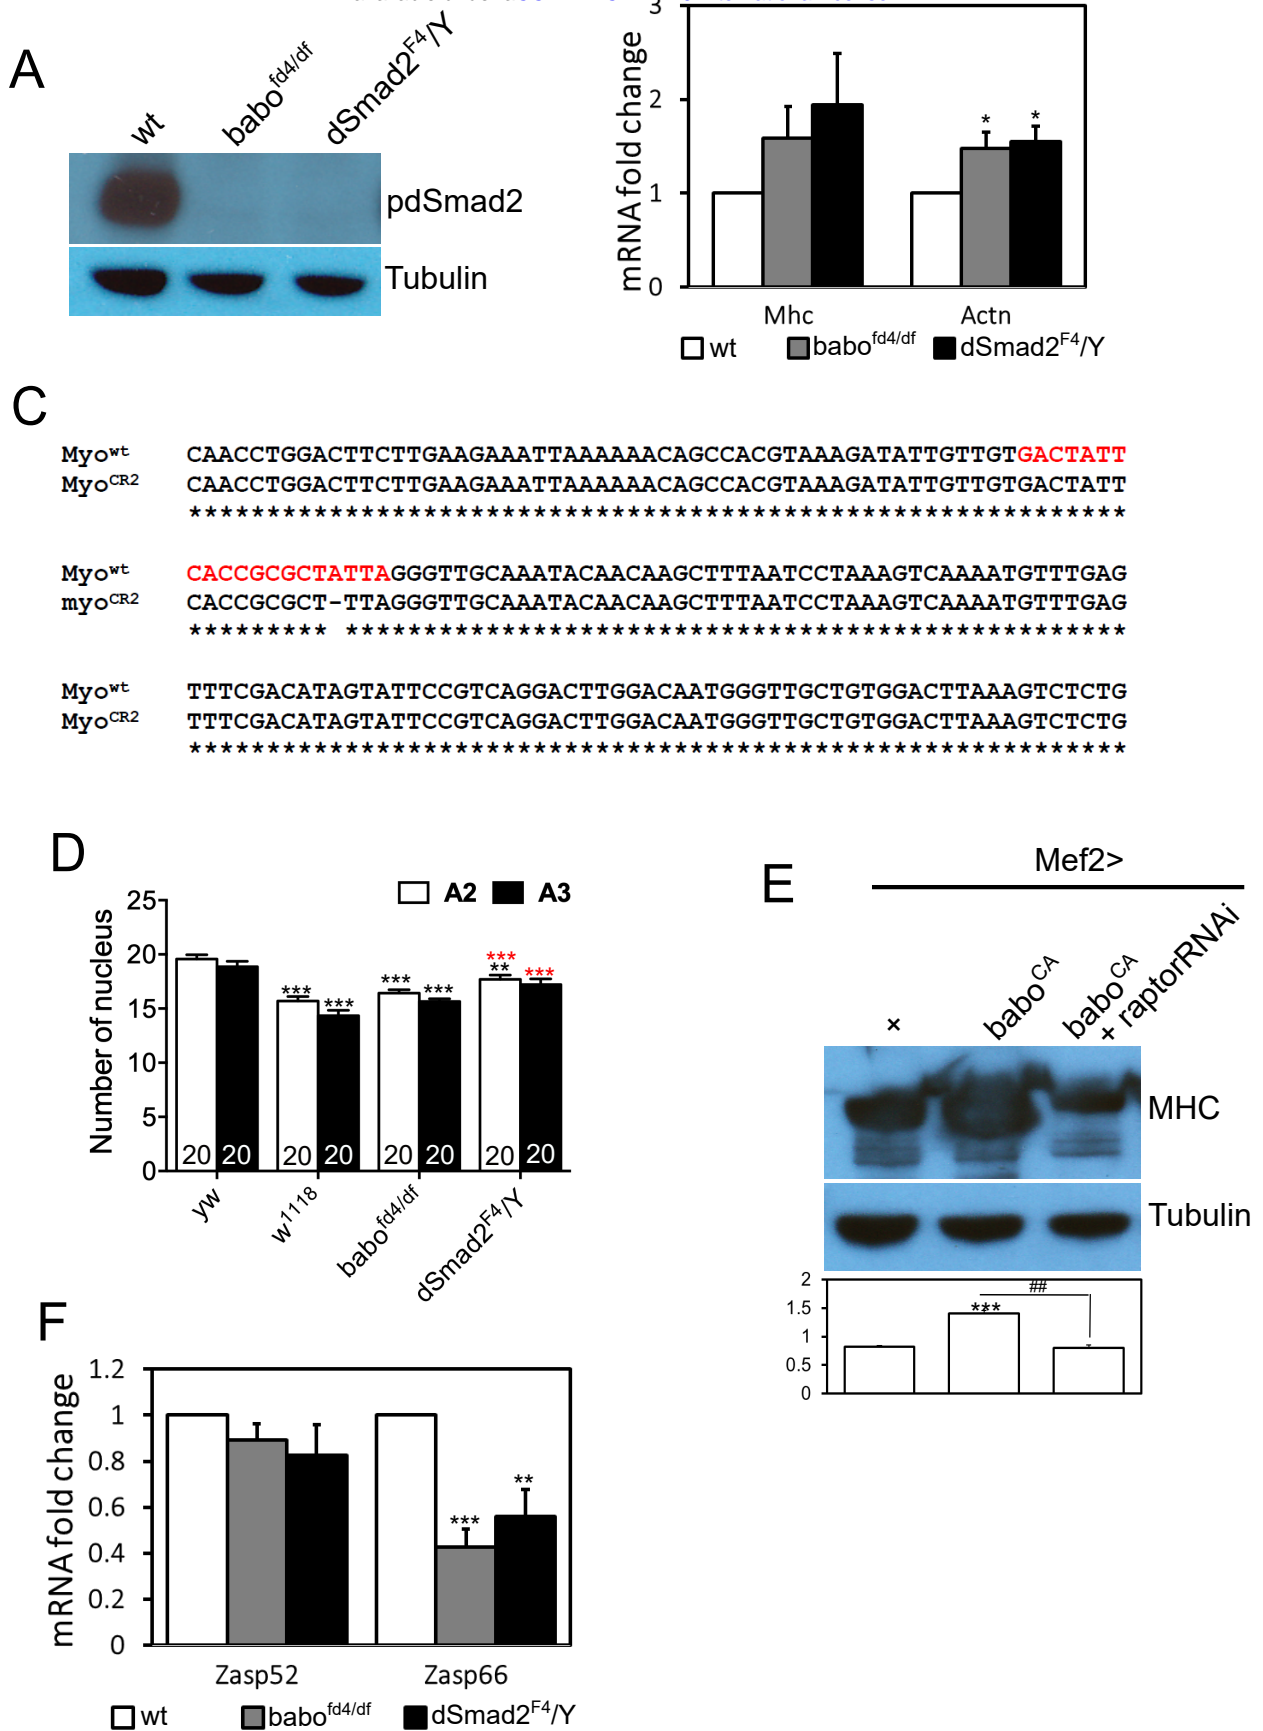 A
wt
babo^fd4/df
dSmad2^F4/Y
pdSmad2
Tubulin
mRNA fold change
3
2
1
0
* *
Mhc Actn
wt babo^fd4/df dSmad2^F4/Y
C
Myo^wt CAACCTGGACTTCTTGAAGAAATTAAAAAACAGCCACGTAAAGATATTGTTGTGACTATT
Myo^CR2 CAACCTGGACTTCTTGAAGAAATTAAAAAACAGCCACGTAAAGATATTGTTGTGACTATT
************************************************************
Myo^wt CACCGCGCTATTAGGGTTGCAAATACAACAAGCTTTAATCCTAAAGTCAAAATGTTTGAG
myo^CR2 CACCGCGCT-TTAGGGTTGCAAATACAACAAGCTTTAATCCTAAAGTCAAAATGTTTGAG
********* **************************************************
Myo^wt TTTCGACATAGTATTCCGTCAGGACTTGGACAATGGGTTGCTGTGGACTTAAAGTCTCTG
Myo^CR2 TTTCGACATAGTATTCCGTCAGGACTTGGACAATGGGTTGCTGTGGACTTAAAGTCTCTG
************************************************************
D
A2 A3
Number of nucleus
25
20
15
10
5
0
*** *** *** *** *** ** ***
20 20 20 20 20 20 20 20
yw
w^1118
babo^fd4/df
dSmad2^F4/Y
E
Mef2>
+
babo^CA
babo^CA
+ raptorRNAi
MHC
Tubulin
2
1.5
1
0.5
0
***
##
F
mRNA fold change
1.2
1
0.8
0.6
0.4
0.2
0
*** **
Zasp52 Zasp66
wt babo^fd4/df dSmad2^F4/Y